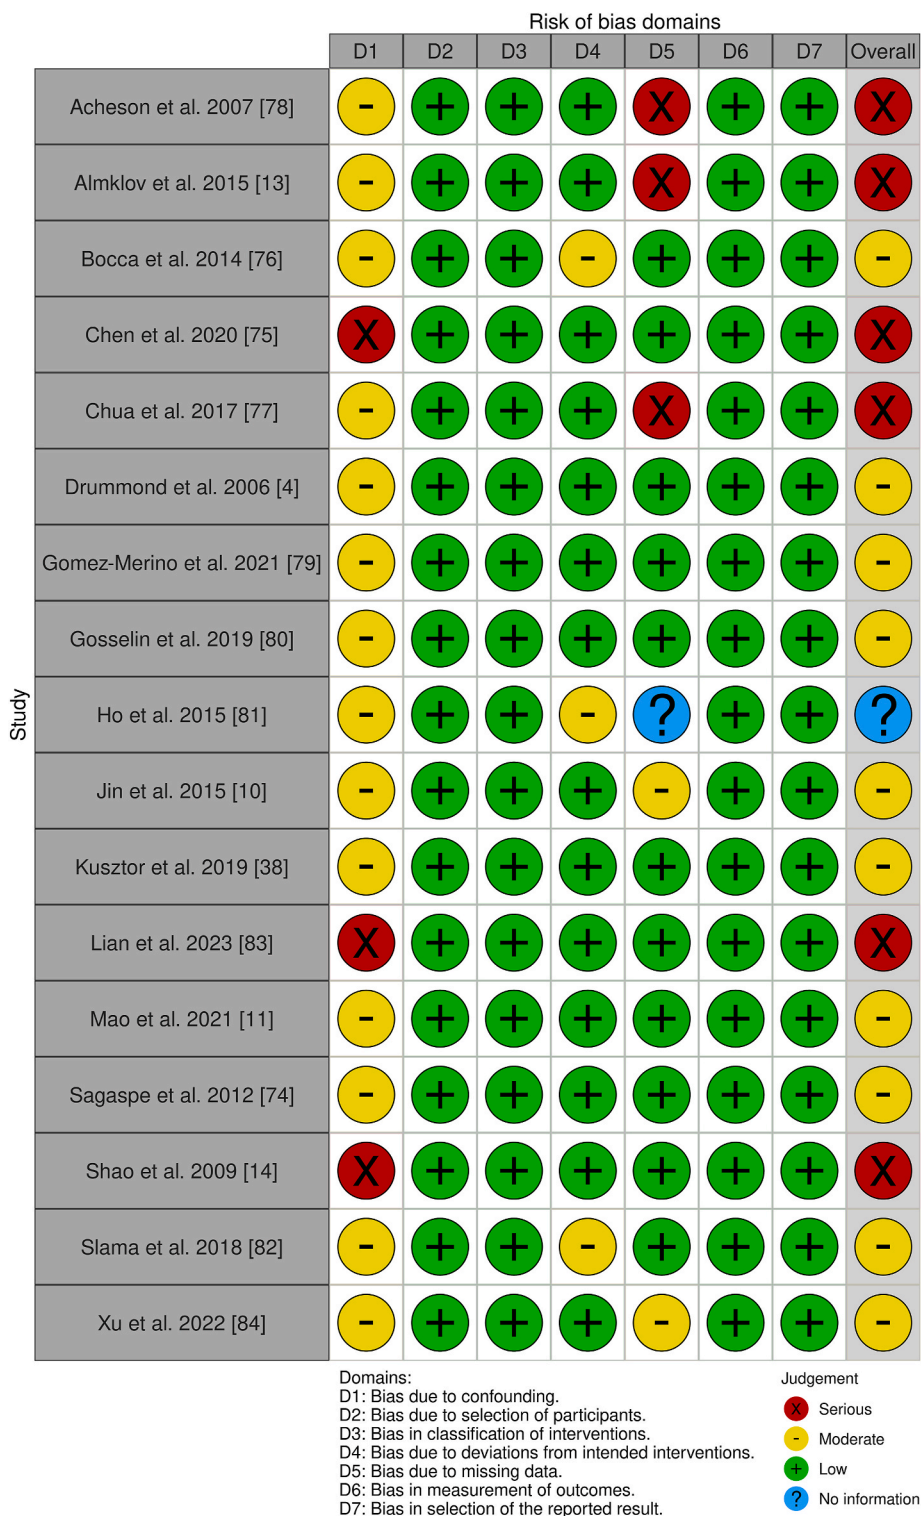 Risk of bias domains
D1 D2 D3 D4 D5 D6 D7 Overall
Study
Acheson et al. 2007 [78] - + + + X + + X
Almklov et al. 2015 [13] - + + + X + + X
Bocca et al. 2014 [76] - + + - + + + -
Chen et al. 2020 [75] X + + + + + + X
Chua et al. 2017 [77] - + + + X + + X
Drummond et al. 2006 [4] - + + + + + + -
Gomez-Merino et al. 2021 [79] - + + + + + + -
Gosselin et al. 2019 [80] - + + + + + + -
Ho et al. 2015 [81] - + + - ? + + ?
Jin et al. 2015 [10] - + + + - + + -
Kusztor et al. 2019 [38] - + + + + + + -
Lian et al. 2023 [83] X + + + + + + X
Mao et al. 2021 [11] - + + + + + + -
Sagaspe et al. 2012 [74] - + + + + + + -
Shao et al. 2009 [14] X + + + + + + X
Slama et al. 2018 [82] - + + - + + + -
Xu et al. 2022 [84] - + + + - + + -
Domains:
D1: Bias due to confounding.
D2: Bias due to selection of participants.
D3: Bias in classification of interventions.
D4: Bias due to deviations from intended interventions.
D5: Bias due to missing data.
D6: Bias in measurement of outcomes.
D7: Bias in selection of the reported result.
Judgement
X Serious
- Moderate
+ Low
? No information